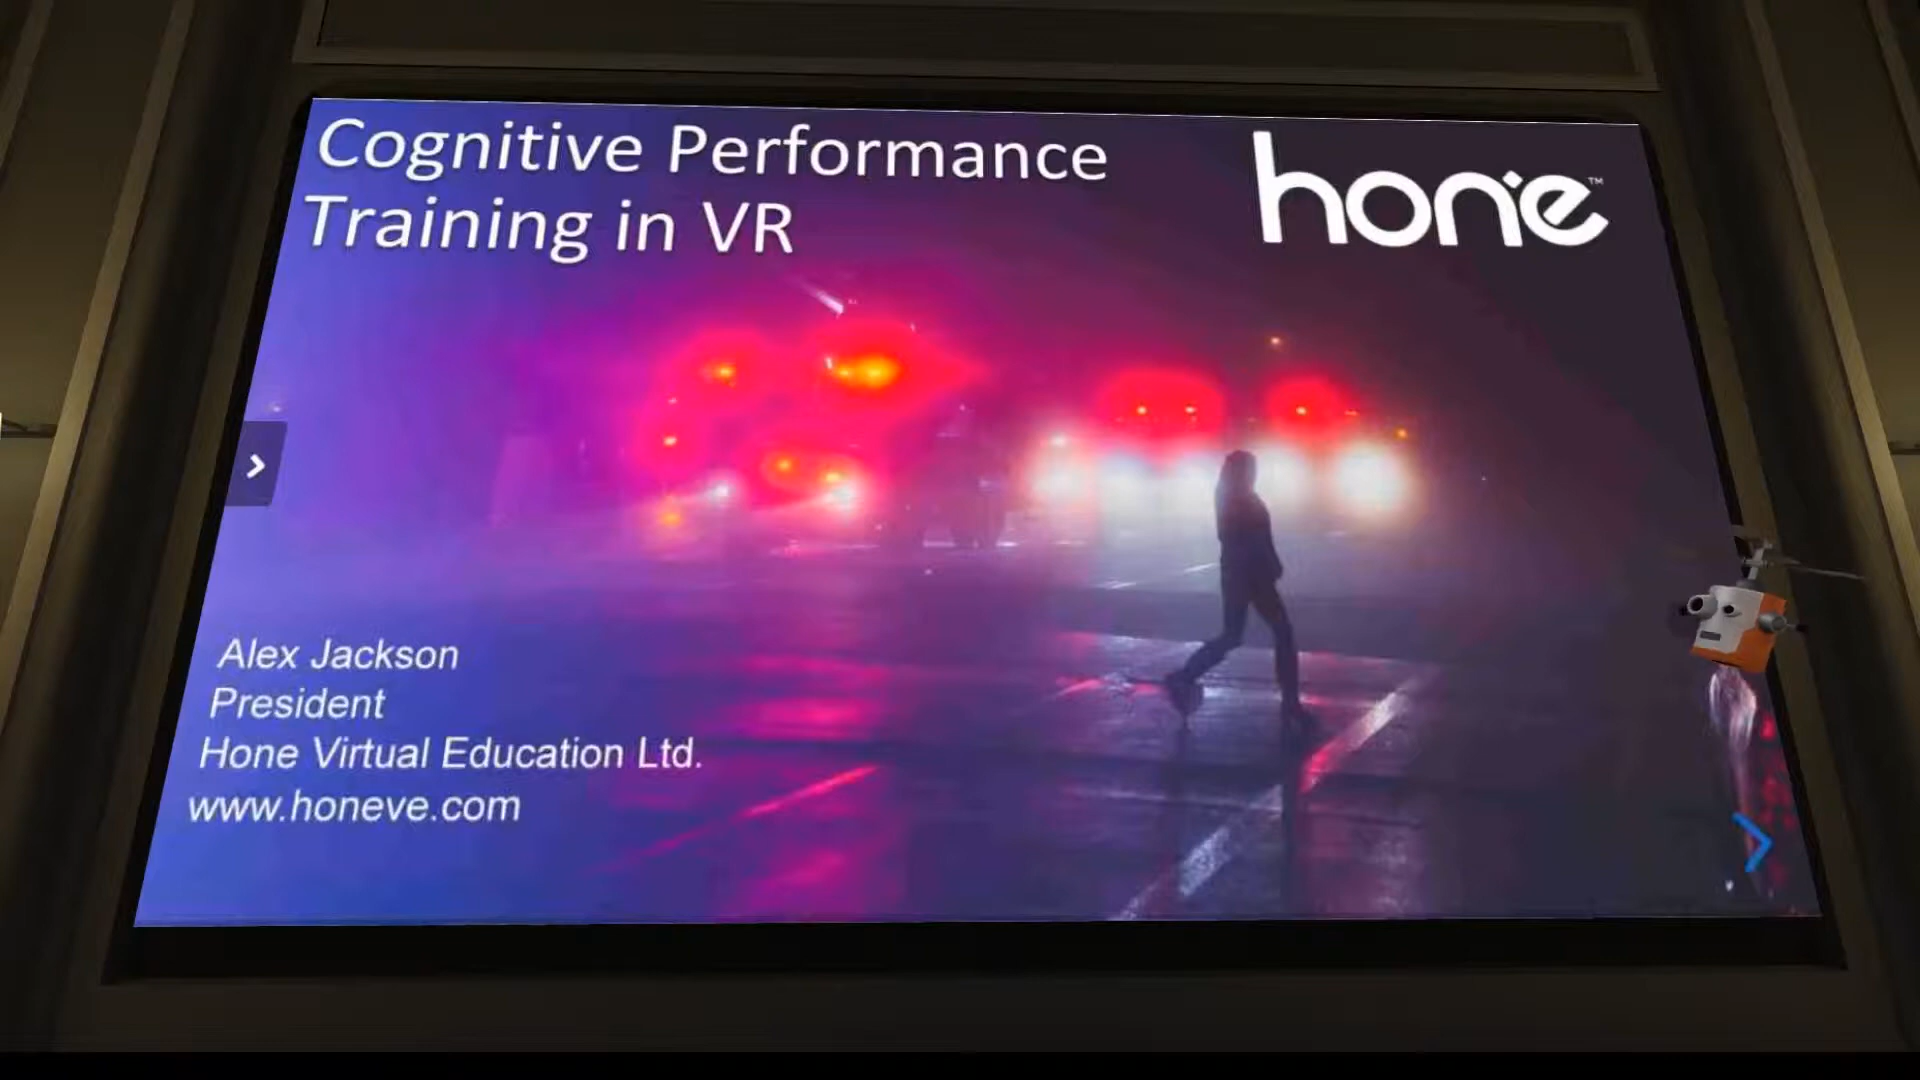 Cognitive Performance
Training in VR
hone™
Alex Jackson
President
Hone Virtual Education Ltd.
www.honeve.com